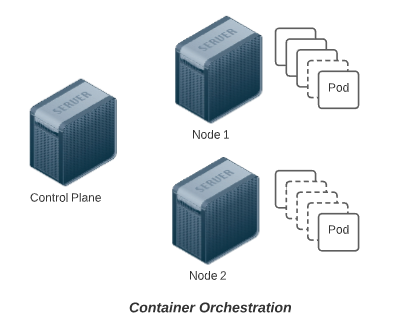 SERVER
Pod
Node 1
SERVER
Control Plane
SERVER
Pod
Node 2
Container Orchestration